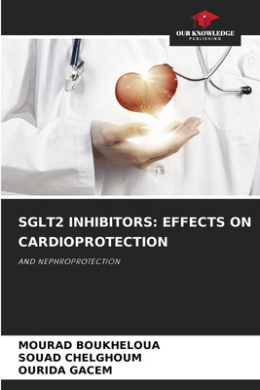 OUR KNOWLEDGE
PUBLISHING
SGLT2 INHIBITORS: EFFECTS ON
CARDIOPROTECTION
AND NEPHROPROTECTION
MOURAD BOUKHELOUA
SOUAD CHELGHOUM
OURIDA GACEM